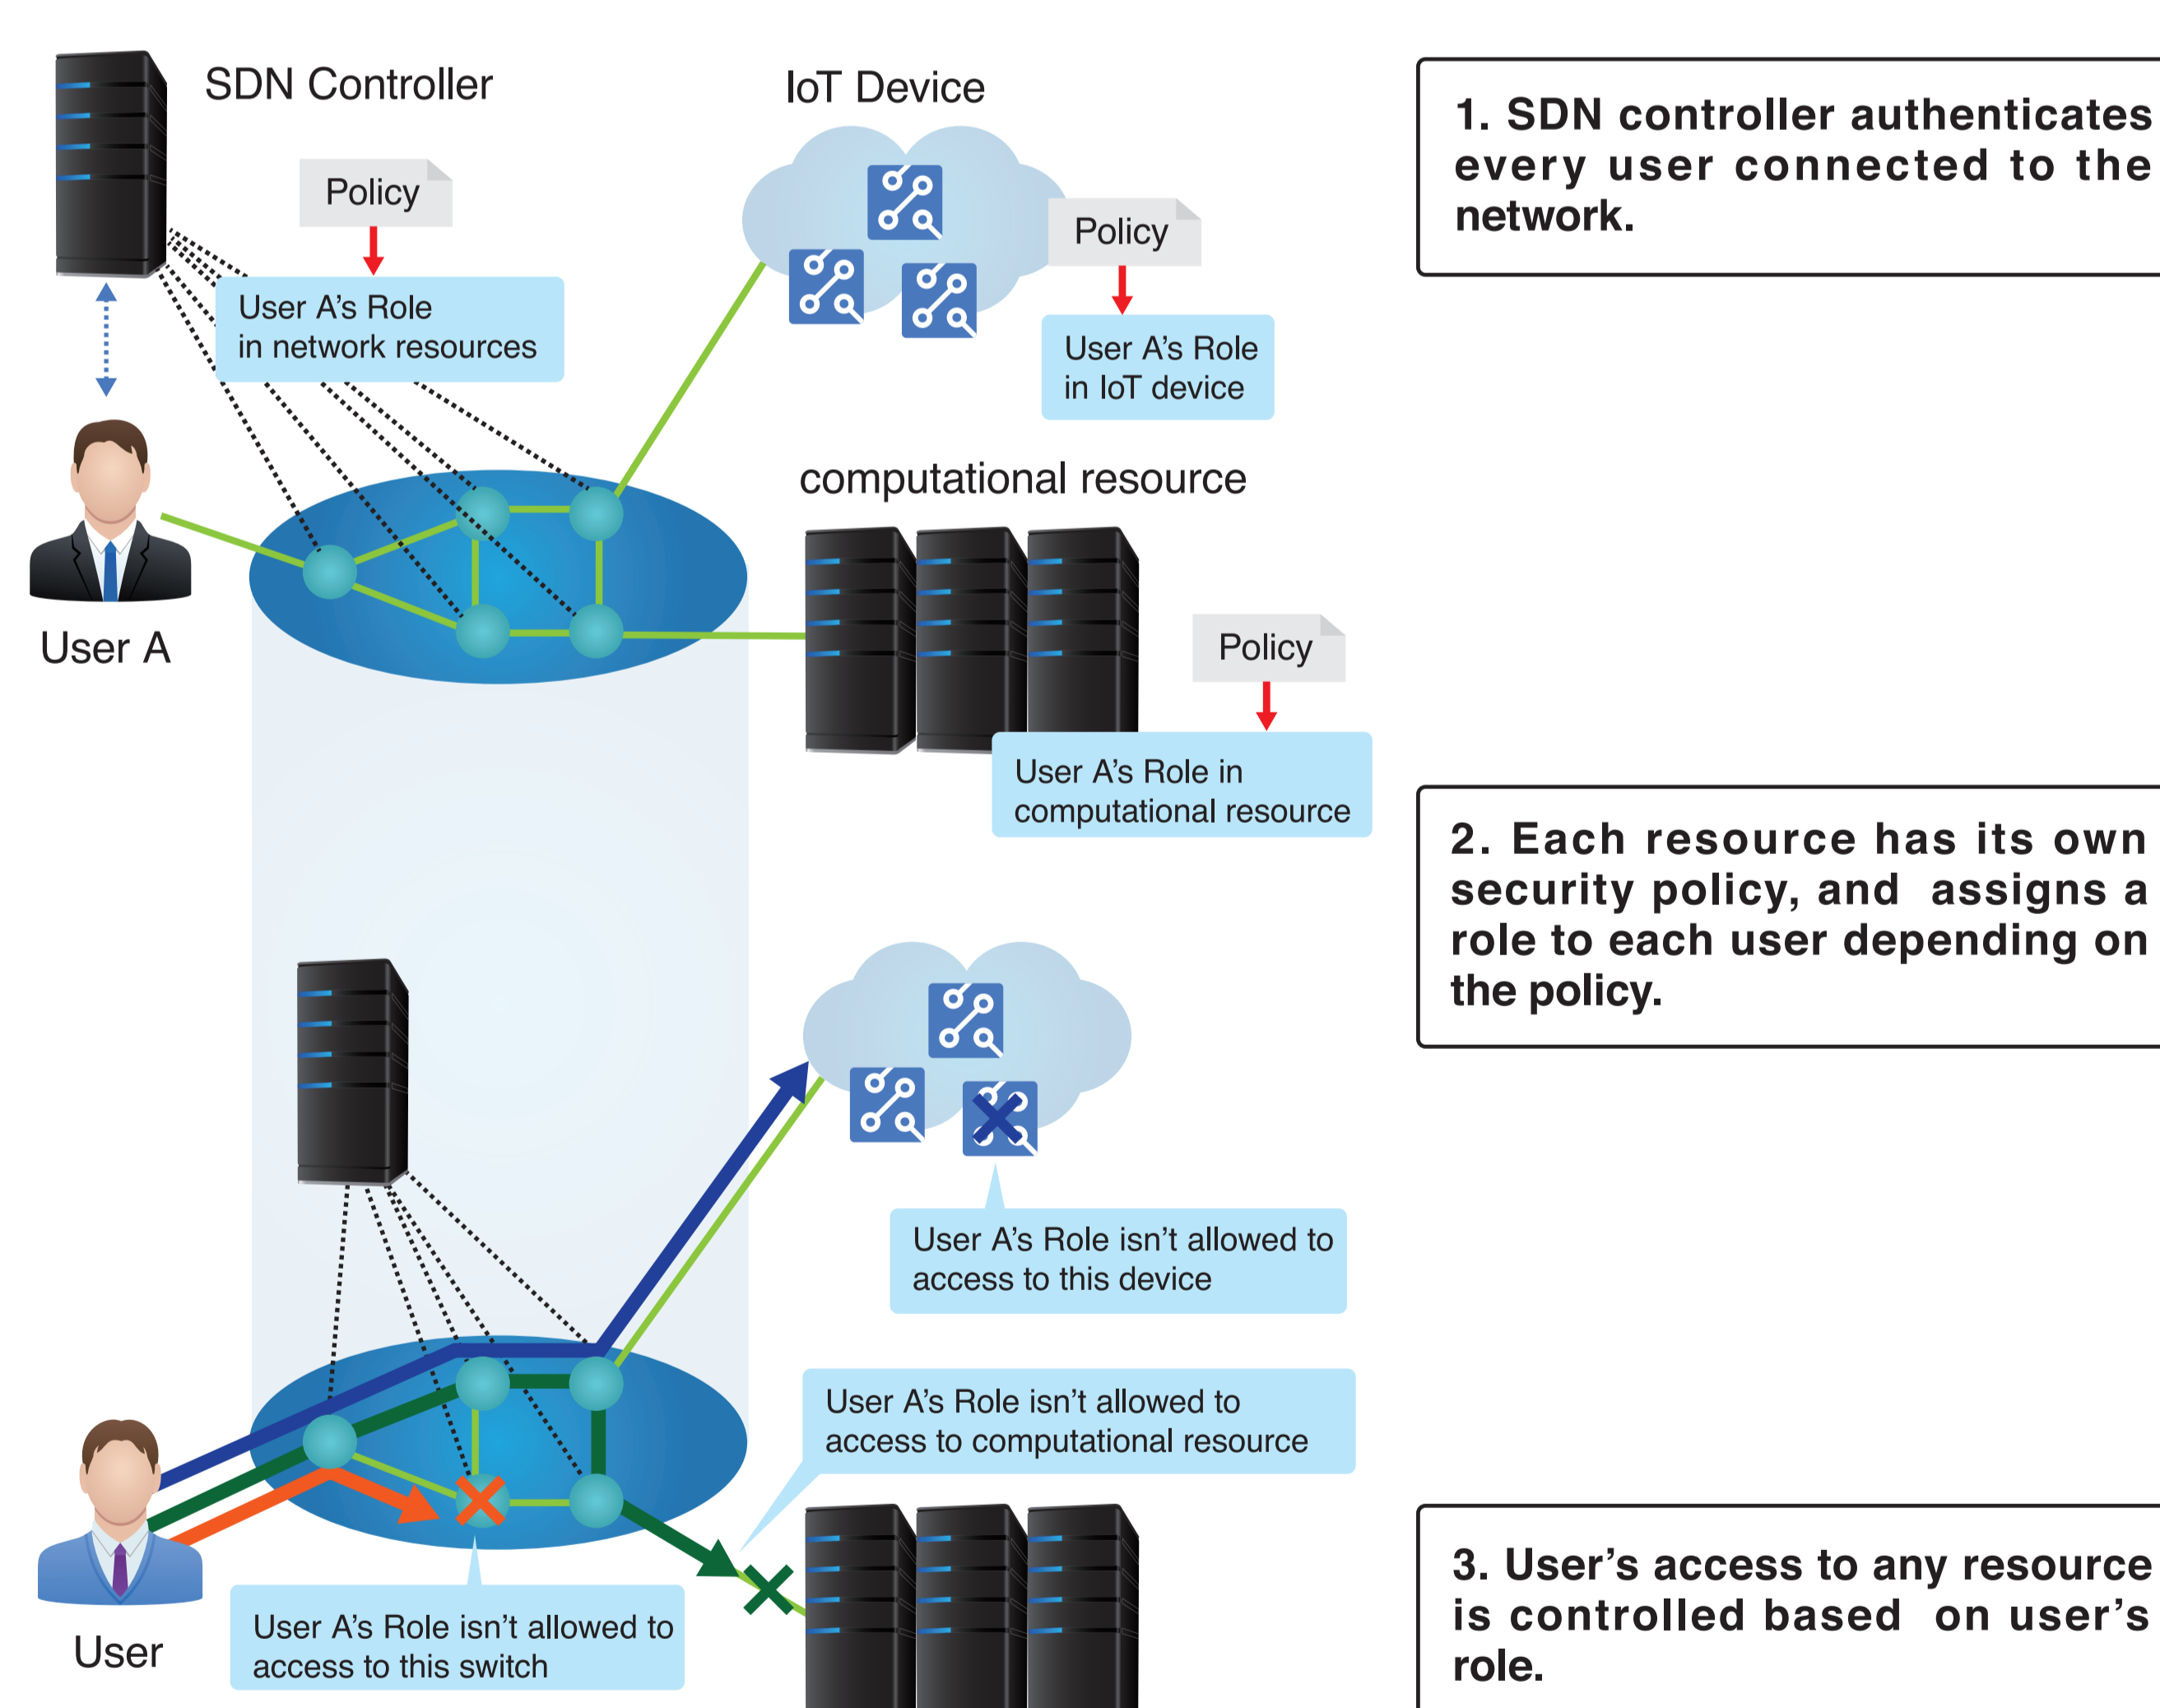 SDN Controller
IoT Device
Policy
User A's Role
in network resources
Policy
User A's Role
in IoT device
User A
computational resource
Policy
User A's Role in
computational resource
User A's Role isn't allowed to
access to this device
User A's Role isn't allowed to
access to computational resource
User A's Role isn't allowed to
access to this switch
User
1. SDN controller authenticates
every user connected to the
network.
2. Each resource has its own
security policy, and assigns a
role to each user depending on
the policy.
3. User's access to any resource
is controlled based on user's
role.